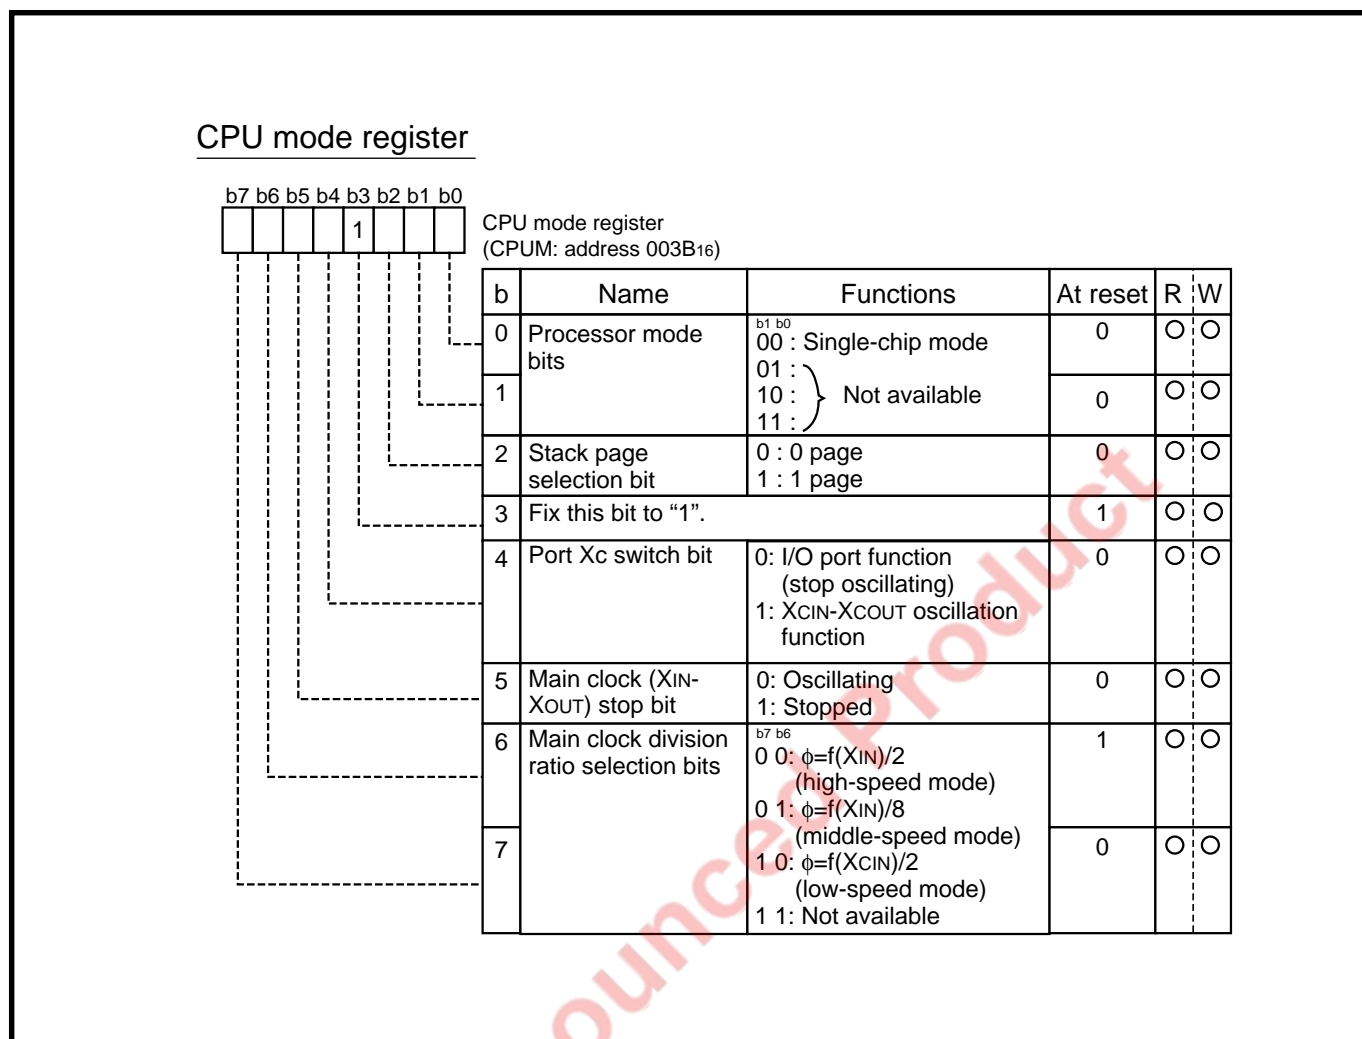 CPU mode register
b7 b6 b5 b4 b3 b2 b1 b0
1
CPU mode register
(CPUM: address 003B16)
b Name Functions At reset R W
0 Processor mode bits
b1 b0
00 : Single-chip mode
01 :
10 : Not available
11 :
0
1
0
2 Stack page selection bit
0 : 0 page
1 : 1 page
0
3 Fix this bit to “1”. 1
4 Port Xc switch bit
0: I/O port function
(stop oscillating)
1: XCIN-XCOUT oscillation
function
0
5 Main clock (XIN-
XOUT) stop bit
0: Oscillating
1: Stopped
0
6 Main clock division
ratio selection bits
b7 b6
0 0: φ=f(XIN)/2
(high-speed mode)
0 1: φ=f(XIN)/8
(middle-speed mode)
1 0: φ=f(XCIN)/2
(low-speed mode)
1 1: Not available
1
7
0
ounced Product